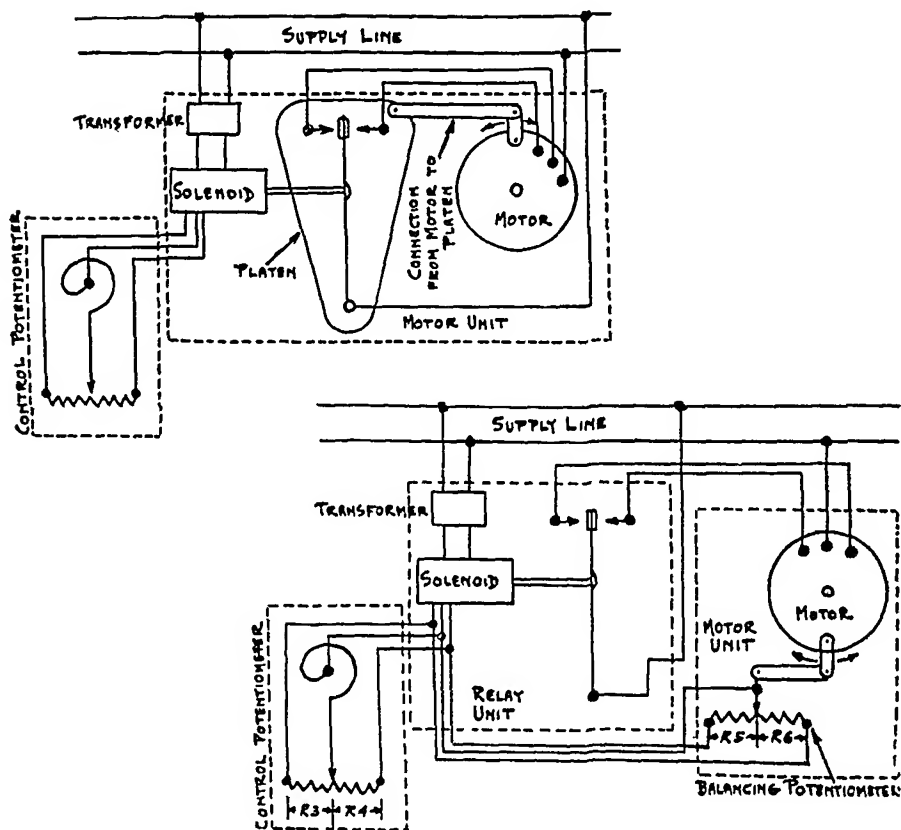 SUPPLY LINE
TRANSFORMER
SOLENOID
CONTROL POTENTIOMETER
PLATEN
CONNECTION
FROM MOTOR TO
PLATEN
MOTOR
MOTOR UNIT
SUPPLY LINE
TRANSFORMER
SOLENOID
CONTROL POTENTIOMETER
RELAY
UNIT
MOTOR
MOTOR
UNIT
R3
R4
R5
R6
BALANCING POTENTIOMETER